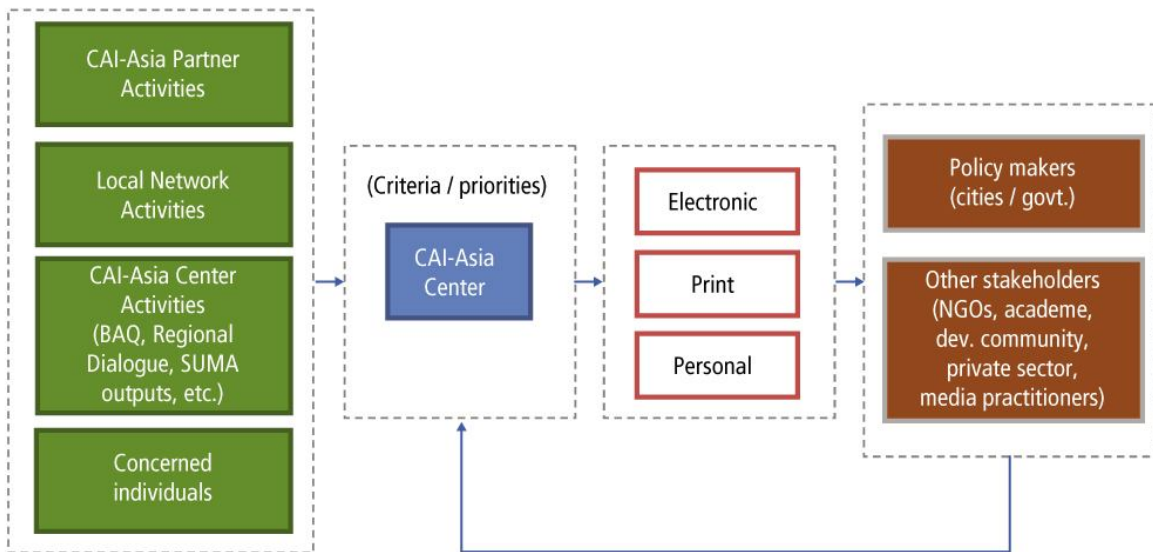 CAI-Asia Partner
Activities
Local Network
Activities
CAI-Asia Center
Activities
(BAQ, Regional
Dialogue, SUMA
outputs, etc.)
Concerned
individuals
(Criteria / priorities)
CAI-Asia
Center
Electronic
Print
Personal
Policy makers
(cities / govt.)
Other stakeholders
(NGOs, academe,
dev. community,
private sector,
media practitioners)